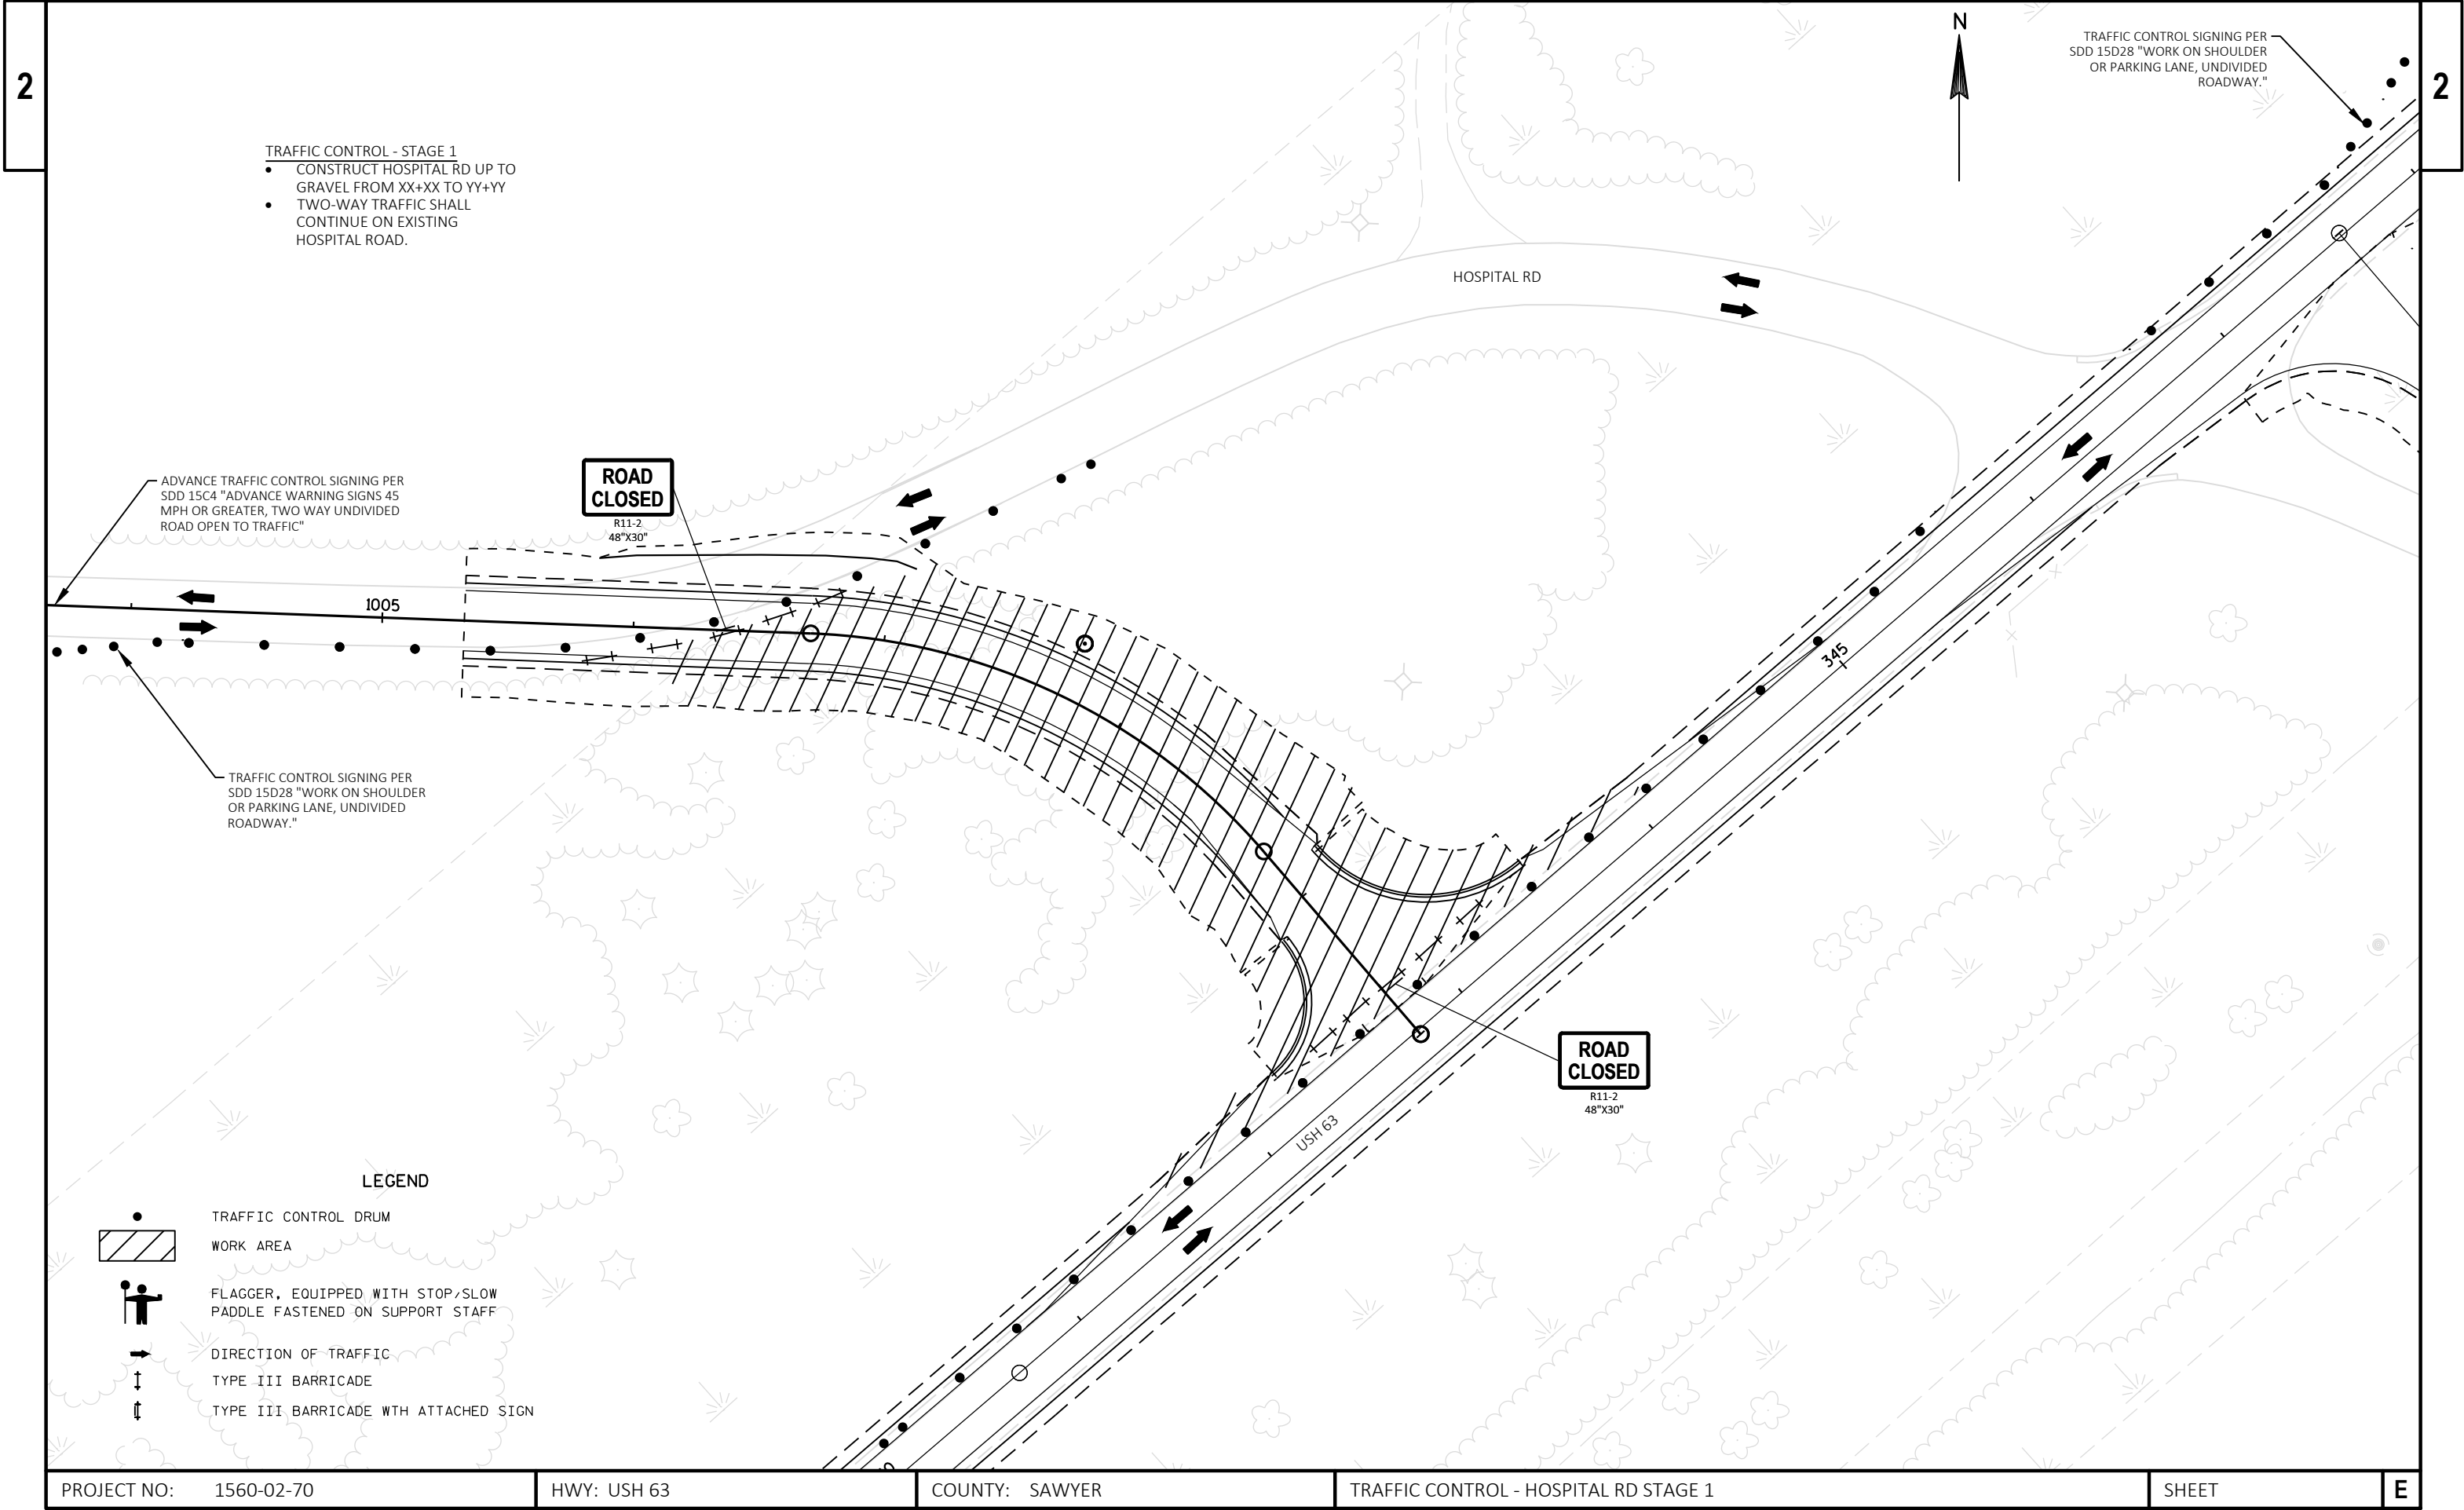 2
2
N
TRAFFIC CONTROL SIGNING PER
SDD 15D28 "WORK ON SHOULDER
OR PARKING LANE, UNDIVIDED
ROADWAY."
TRAFFIC CONTROL - STAGE 1
• CONSTRUCT HOSPITAL RD UP TO
GRAVEL FROM XX+XX TO YY+YY
• TWO-WAY TRAFFIC SHALL
CONTINUE ON EXISTING
HOSPITAL ROAD.
HOSPITAL RD
ADVANCE TRAFFIC CONTROL SIGNING PER
SDD 15C4 "ADVANCE WARNING SIGNS 45
MPH OR GREATER, TWO WAY UNDIVIDED
ROAD OPEN TO TRAFFIC"
ROAD
CLOSED
R11-2
48"X30"
1005
345
TRAFFIC CONTROL SIGNING PER
SDD 15D28 "WORK ON SHOULDER
OR PARKING LANE, UNDIVIDED
ROADWAY."
ROAD
CLOSED
R11-2
48"X30"
USH 63
LEGEND
TRAFFIC CONTROL DRUM
WORK AREA
FLAGGER, EQUIPPED WITH STOP/SLOW
PADDLE FASTENED ON SUPPORT STAFF
DIRECTION OF TRAFFIC
TYPE III BARRICADE
TYPE III BARRICADE WTH ATTACHED SIGN
PROJECT NO: 1560-02-70
HWY: USH 63
COUNTY: SAWYER
TRAFFIC CONTROL - HOSPITAL RD STAGE 1
SHEET
E